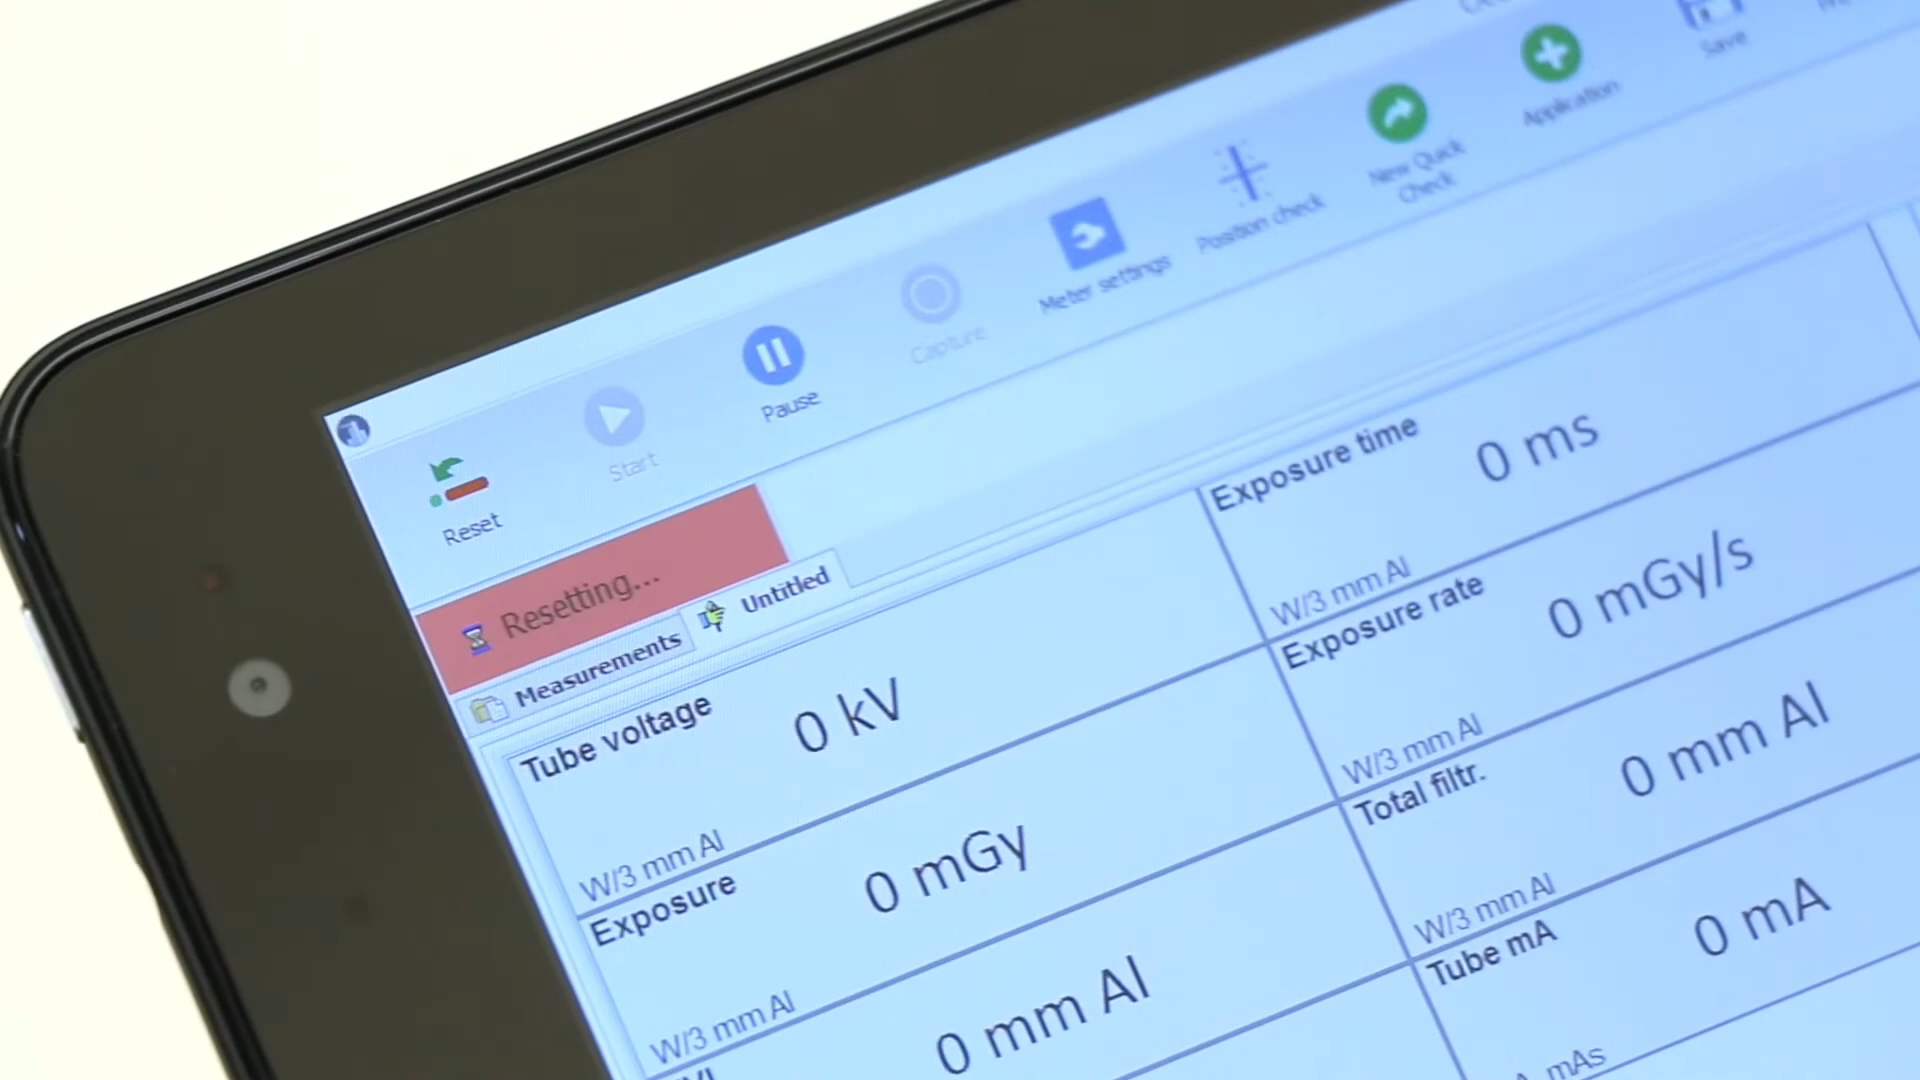 Reset
Start
Pause
Capture
Meter settings
Position check
New Quick
Check
Application
Save
Resetting...
Measurements
Untitled
Tube voltage
0 kV
W/3 mm Al
Exposure time
0 ms
W/3 mm Al
Exposure
0 mGy
W/3 mm Al
Exposure rate
0 mGy/s
W/3 mm Al
0 mm Al
Total filtr.
0 mm Al
W/3 mm Al
Tube mA
0 mA
mAs